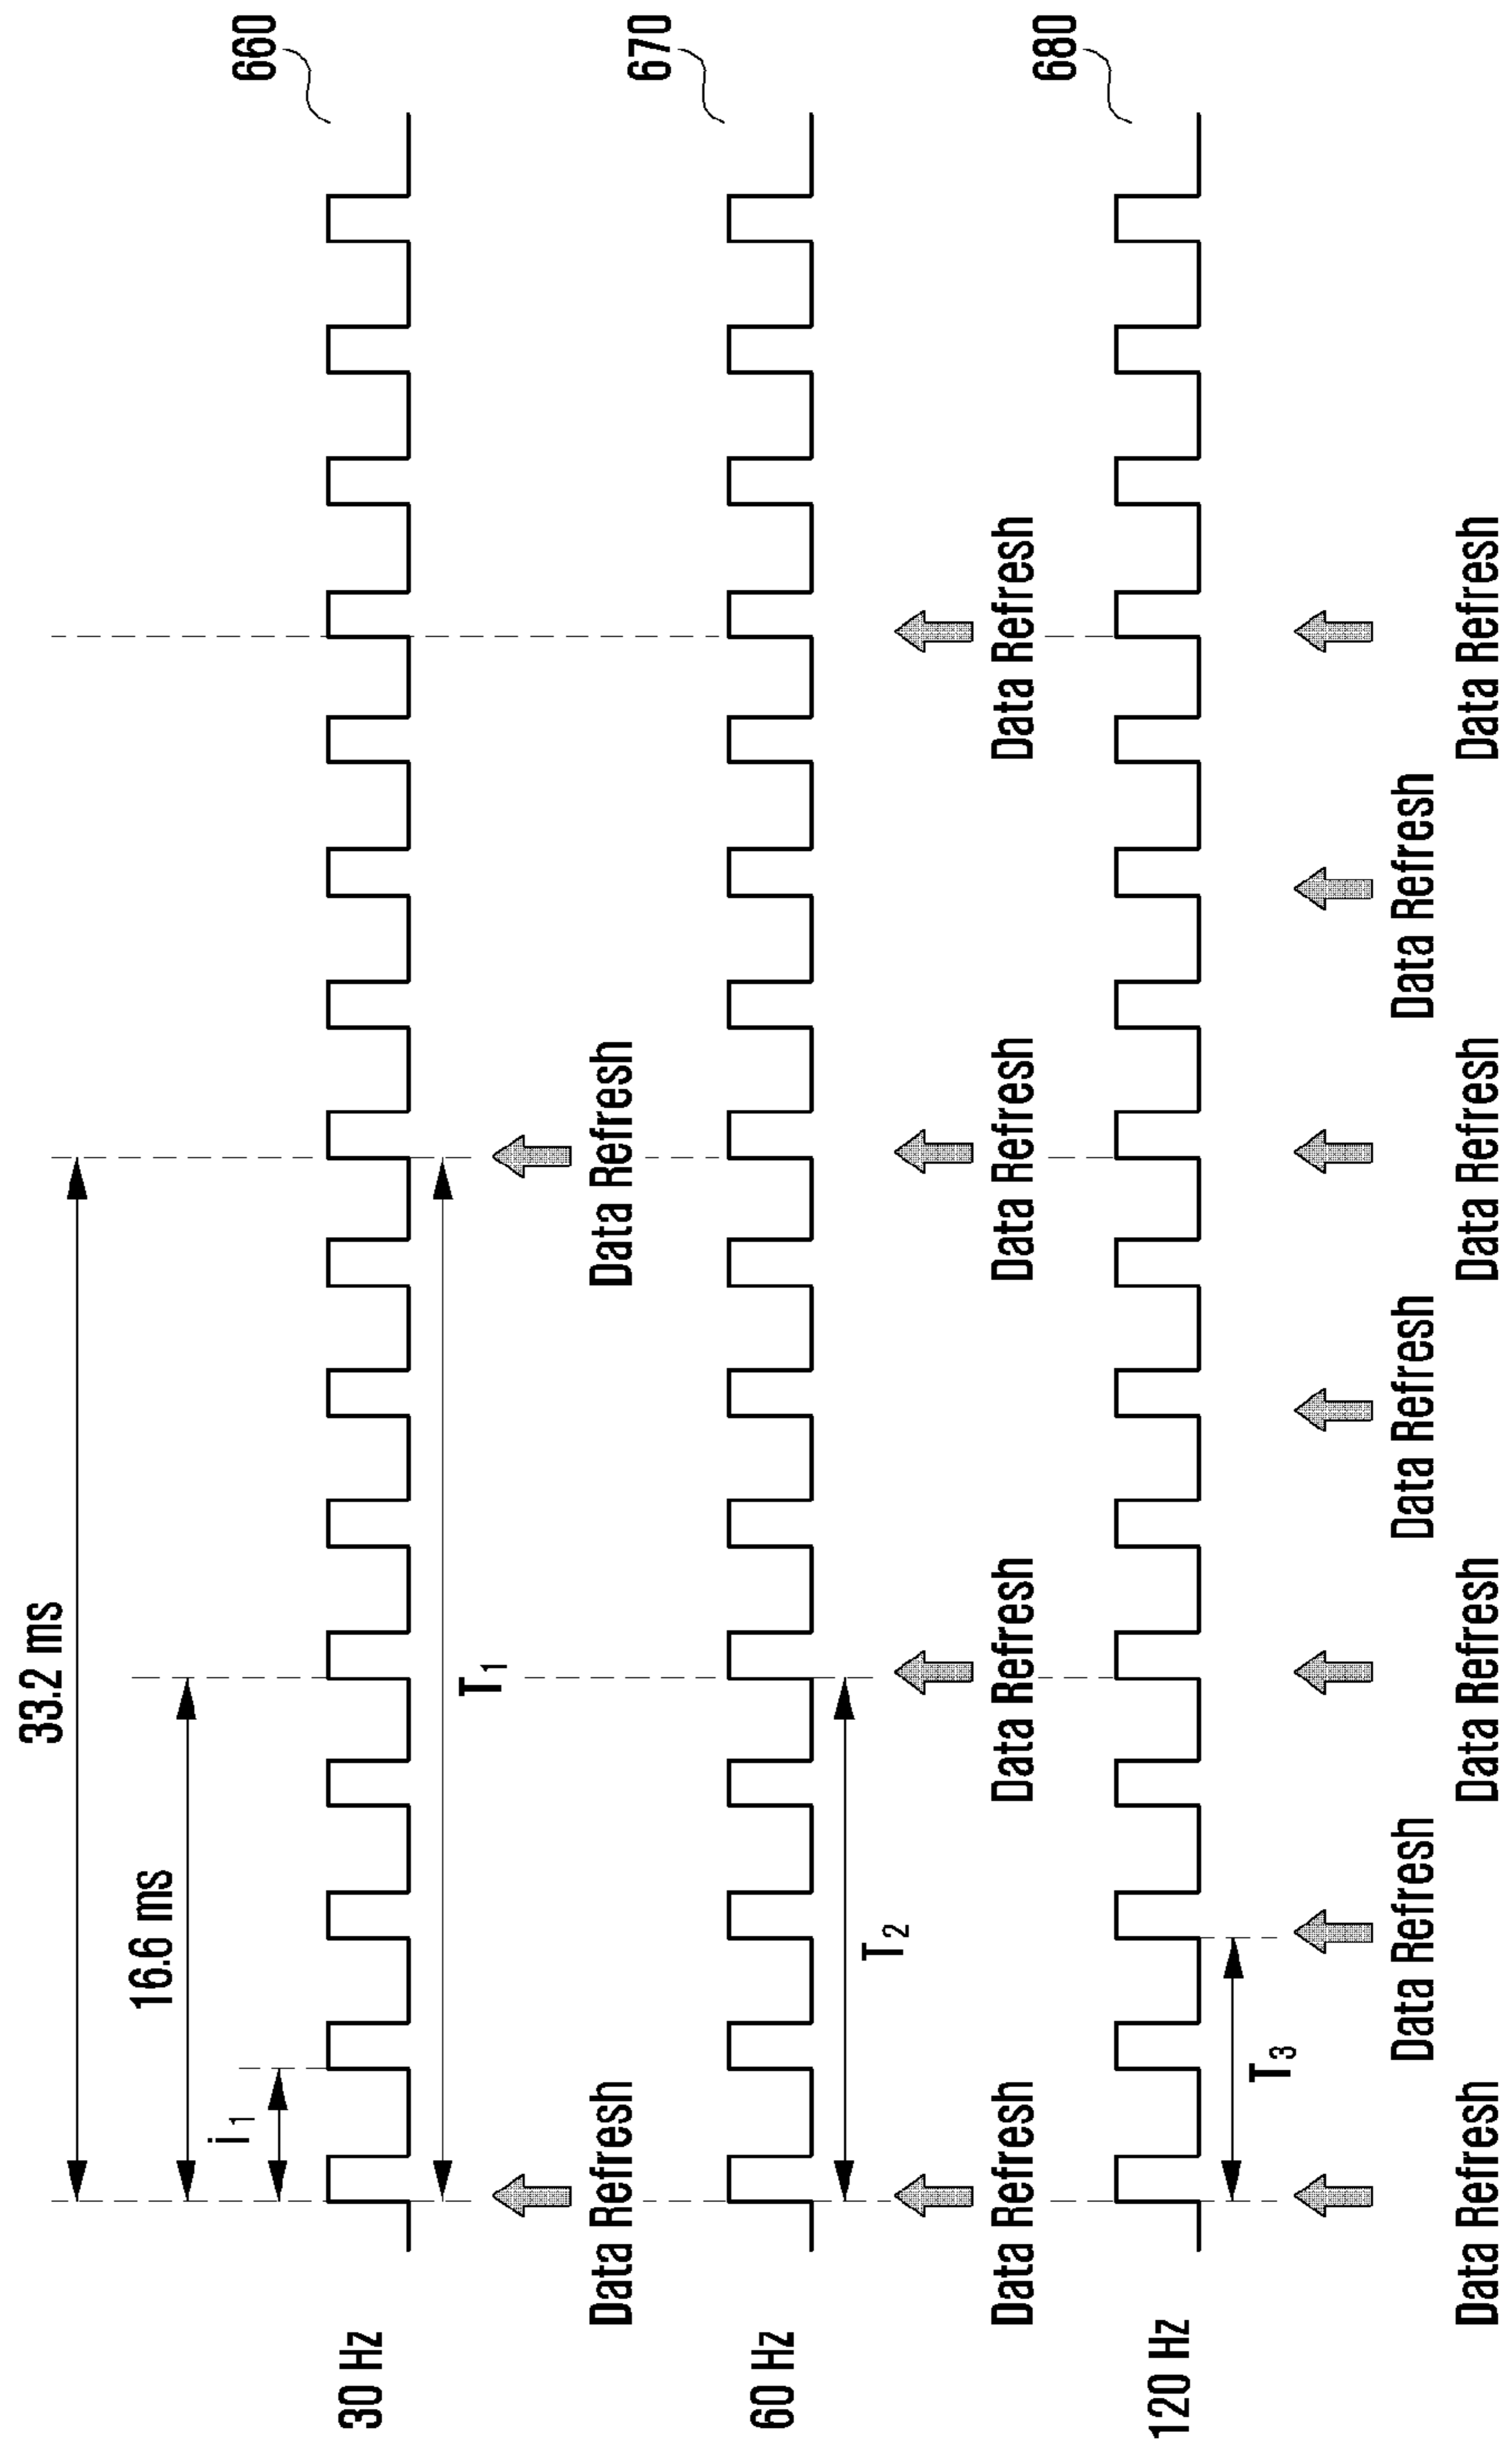 33.2 ms
16.6 ms
i1
660
30 Hz
T1
Data Refresh
Data Refresh
670
60 Hz
T2
Data Refresh
Data Refresh
Data Refresh
Data Refresh
680
120 Hz
T3
Data Refresh
Data Refresh
Data Refresh
Data Refresh
Data Refresh
Data Refresh
Data Refresh